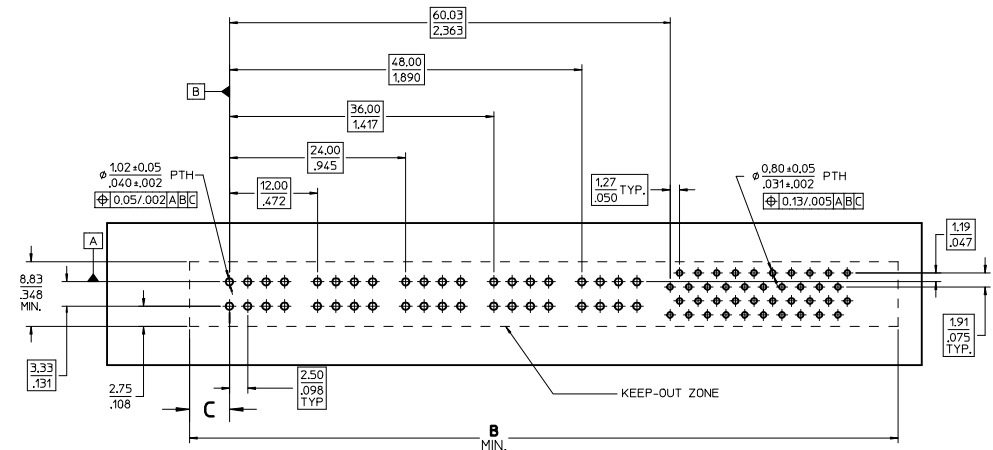 60.03
2.363
48.00
1.890
B
36.00
1.417
24.00
.945
ø 1.02±0.05 PTH
.040±.002
⌖ 0.05/.002 A B C
12.00
.472
1.27 TYP.
.050
ø 0.80±0.05 PTH
.031±.002
⌖ 0.13/.005 A B C
1.19
.047
A
8.83
.348
MIN.
3.33
.131
2.75
.108
C
2.50
.098
TYP
KEEP-OUT ZONE
1.91
.075
TYP.
B
MIN.